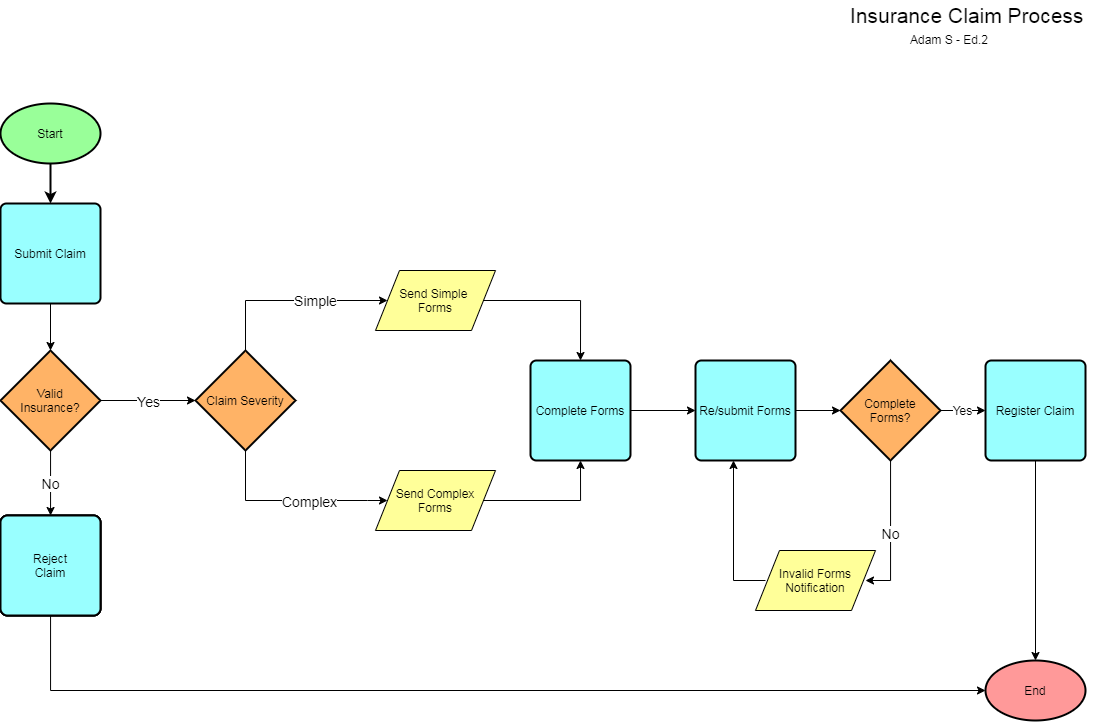 Insurance Claim Process
Adam S - Ed.2
Start
Submit Claim
Valid
Insurance?
Yes
No
Reject
Claim
Claim Severity
Simple
Send Simple
Forms
Complex
Send Complex
Forms
Complete Forms
Re/submit Forms
Complete
Forms?
Yes
No
Invalid Forms
Notification
Register Claim
End